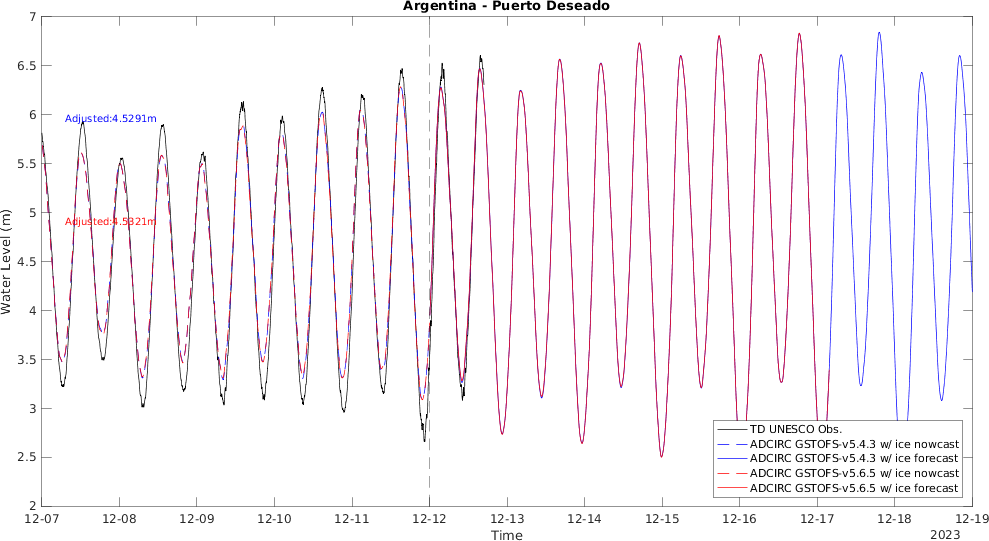 Argentina - Puerto Deseado
Water Level (m)
7
6.5
6
5.5
5
4.5
4
3.5
3
2.5
2
Adjusted:4.5291m
Adjusted:4.5321m
TD UNESCO Obs.
ADCIRC GSTOFS-v5.4.3 w/ ice nowcast
ADCIRC GSTOFS-v5.4.3 w/ ice forecast
ADCIRC GSTOFS-v5.6.5 w/ ice nowcast
ADCIRC GSTOFS-v5.6.5 w/ ice forecast
12-07 12-08 12-09 12-10 12-11 12-12 12-13 12-14 12-15 12-16 12-17 12-18 12-19
Time
2023